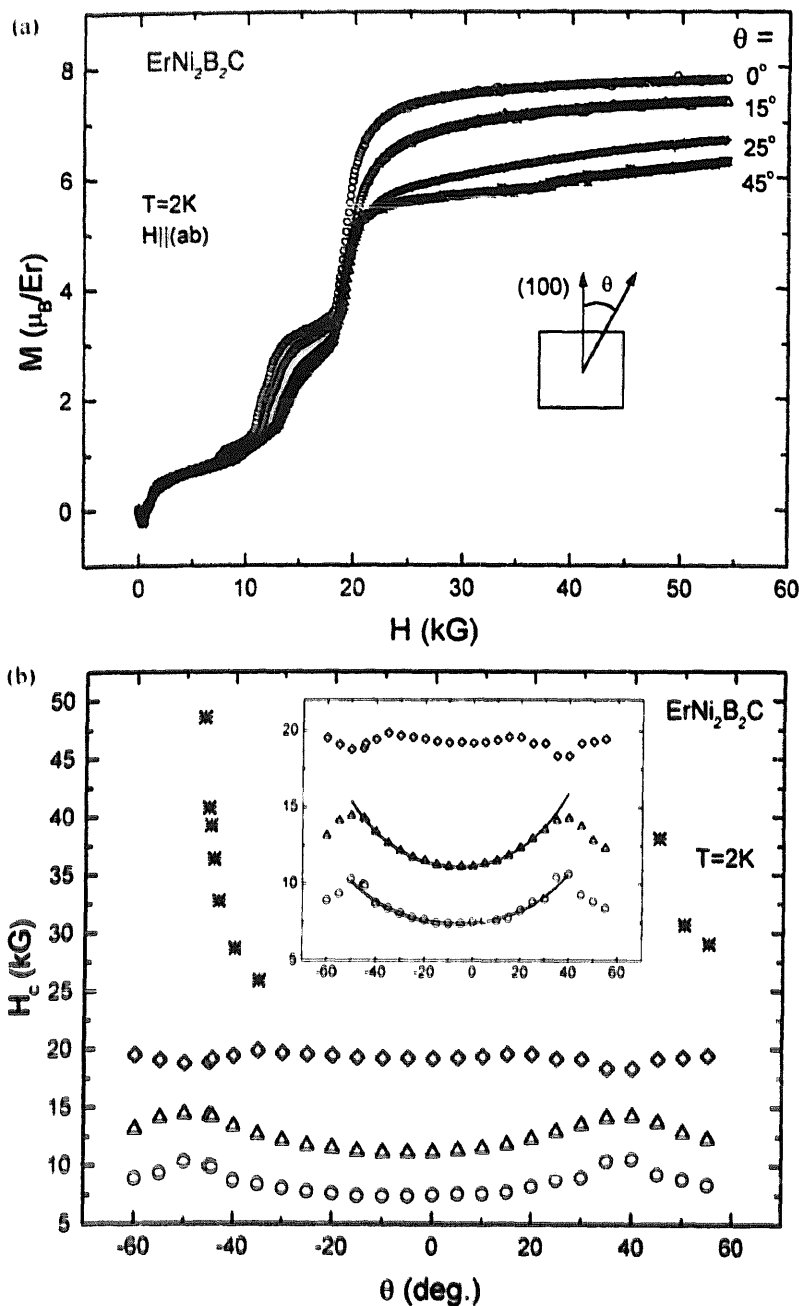 (a)
ErNi₂B₂C
θ =
0°
15°
25°
45°
T=2K
H||(ab)
(100)
θ
M (μ_B/Er)
8
6
4
2
0
0 10 20 30 40 50 60
H (kG)
(b)
ErNi₂B₂C
T=2K
H_c (kG)
50
45
40
35
30
25
20
15
10
5
20
15
10
5
-60 -40 -20 0 20 40 60
-60 -40 -20 0 20 40 60
θ (deg.)